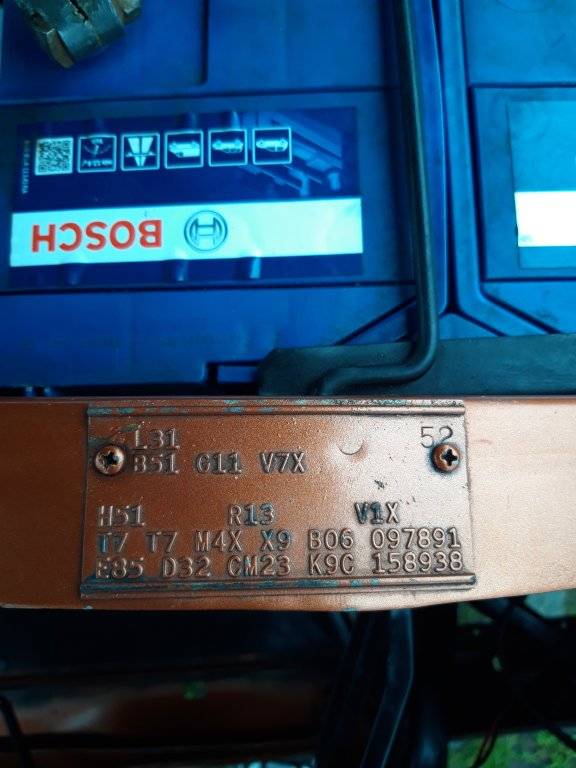 BOSCH
L31 52
B51 G11 V7X
H51 R13 V1X
T7 T7 M4X X9 B06 097891
E85 D32 CM23 K9C 158938